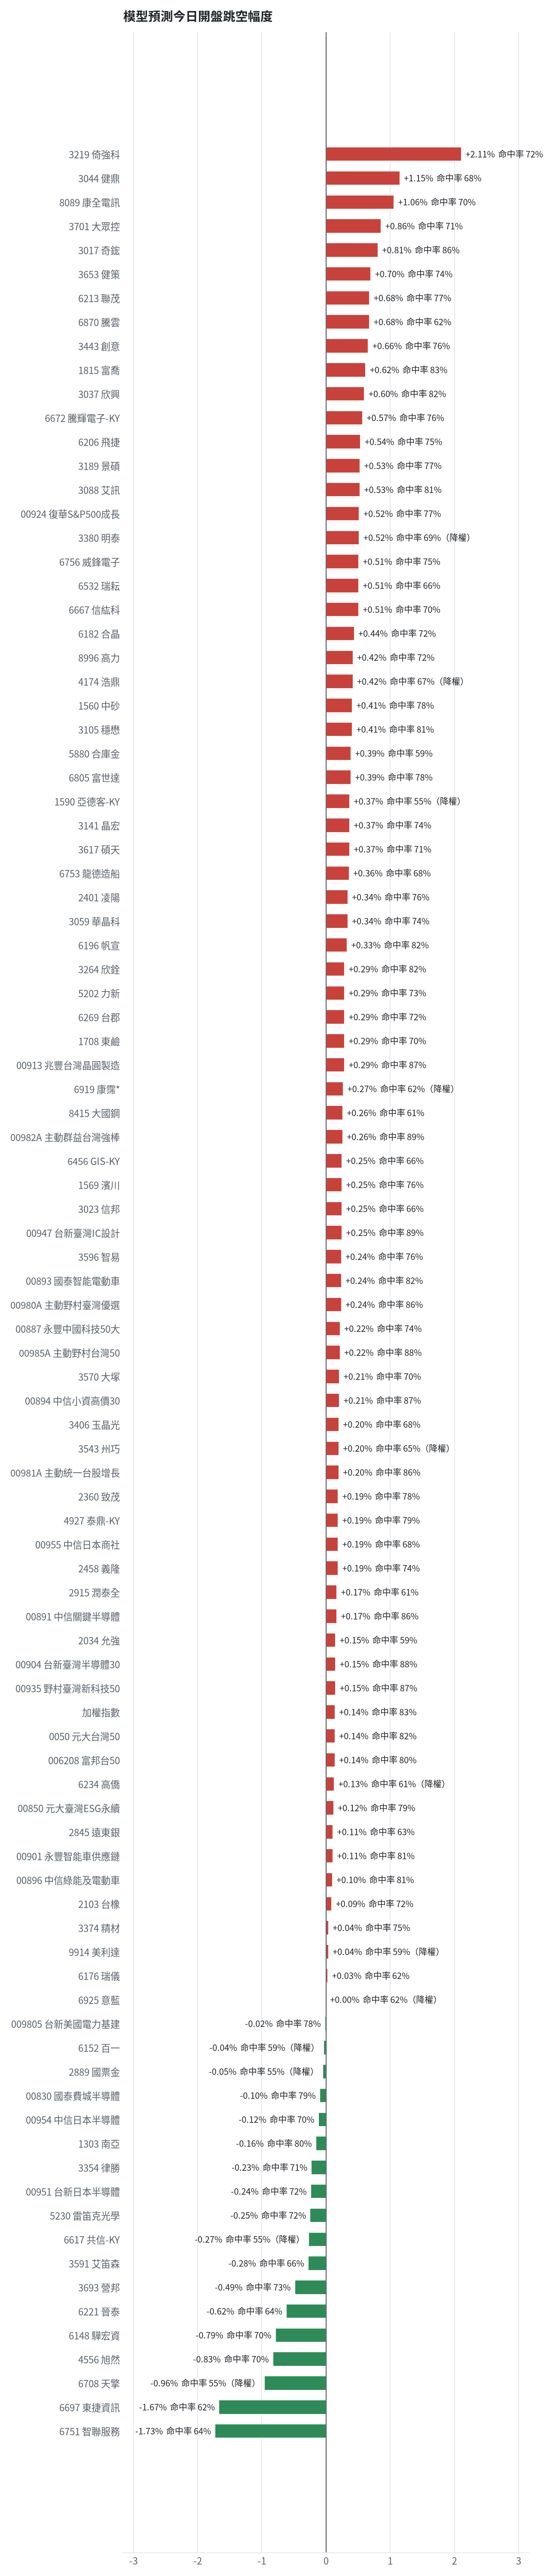 模型預測今日開盤跳空幅度
3219 倚強科 +2.11% 命中率 72%
3044 健鼎 +1.15% 命中率 68%
8089 康全電訊 +1.06% 命中率 70%
3701 大眾控 +0.86% 命中率 71%
3017 奇鋐 +0.81% 命中率 86%
3653 健策 +0.70% 命中率 74%
6213 聯茂 +0.68% 命中率 77%
6870 騰雲 +0.68% 命中率 62%
3443 創意 +0.66% 命中率 76%
1815 富喬 +0.62% 命中率 83%
3037 欣興 +0.60% 命中率 82%
6672 騰輝電子-KY +0.57% 命中率 76%
6206 飛捷 +0.54% 命中率 75%
3189 景碩 +0.53% 命中率 77%
3088 艾訊 +0.53% 命中率 81%
00924 復華S&P500成長 +0.52% 命中率 77%
3380 明泰 +0.52% 命中率 69%（降權）
6756 威鋒電子 +0.51% 命中率 75%
6532 瑞耘 +0.51% 命中率 66%
6667 信紘科 +0.51% 命中率 70%
6182 合晶 +0.44% 命中率 72%
8996 高力 +0.42% 命中率 72%
4174 浩鼎 +0.42% 命中率 67%（降權）
1560 中砂 +0.41% 命中率 78%
3105 穩懋 +0.41% 命中率 81%
5880 合庫金 +0.39% 命中率 59%
6805 富世達 +0.39% 命中率 78%
1590 亞德客-KY +0.37% 命中率 55%（降權）
3141 晶宏 +0.37% 命中率 74%
3617 碩天 +0.37% 命中率 71%
6753 龍德造船 +0.36% 命中率 68%
2401 凌陽 +0.34% 命中率 76%
3059 華晶科 +0.34% 命中率 74%
6196 帆宣 +0.33% 命中率 82%
3264 欣銓 +0.29% 命中率 82%
5202 力新 +0.29% 命中率 73%
6269 台郡 +0.29% 命中率 72%
1708 東鹼 +0.29% 命中率 70%
00913 兆豐台灣晶圓製造 +0.29% 命中率 87%
6919 康霈* +0.27% 命中率 62%（降權）
8415 大國鋼 +0.26% 命中率 61%
00982A 主動群益台灣強棒 +0.26% 命中率 89%
6456 GIS-KY +0.25% 命中率 66%
1569 濱川 +0.25% 命中率 76%
3023 信邦 +0.25% 命中率 66%
00947 台新臺灣IC設計 +0.25% 命中率 89%
3596 智易 +0.24% 命中率 76%
00893 國泰智能電動車 +0.24% 命中率 82%
00980A 主動野村臺灣優選 +0.24% 命中率 86%
00887 永豐中國科技50大 +0.22% 命中率 74%
00985A 主動野村台灣50 +0.22% 命中率 88%
3570 大塚 +0.21% 命中率 70%
00894 中信小資高價30 +0.21% 命中率 87%
3406 玉晶光 +0.20% 命中率 68%
3543 州巧 +0.20% 命中率 65%（降權）
00981A 主動統一台股增長 +0.20% 命中率 86%
2360 致茂 +0.19% 命中率 78%
4927 泰鼎-KY +0.19% 命中率 79%
00955 中信日本商社 +0.19% 命中率 68%
2458 義隆 +0.19% 命中率 74%
2915 潤泰全 +0.17% 命中率 61%
00891 中信關鍵半導體 +0.17% 命中率 86%
2034 允強 +0.15% 命中率 59%
00904 台新臺灣半導體30 +0.15% 命中率 88%
00935 野村臺灣新科技50 +0.15% 命中率 87%
加權指數 +0.14% 命中率 83%
0050 元大台灣50 +0.14% 命中率 82%
006208 富邦台50 +0.14% 命中率 80%
6234 高僑 +0.13% 命中率 61%（降權）
00850 元大臺灣ESG永續 +0.12% 命中率 79%
2845 遠東銀 +0.11% 命中率 63%
00901 永豐智能車供應鏈 +0.11% 命中率 81%
00896 中信綠能及電動車 +0.10% 命中率 81%
2103 台橡 +0.09% 命中率 72%
3374 精材 +0.04% 命中率 75%
9914 美利達 +0.04% 命中率 59%（降權）
6176 瑞儀 +0.03% 命中率 62%
6925 意藍 +0.00% 命中率 62%（降權）
009805 台新美國電力基建 -0.02% 命中率 78%
6152 百一 -0.04% 命中率 59%（降權）
2889 國票金 -0.05% 命中率 55%（降權）
00830 國泰費城半導體 -0.10% 命中率 79%
00954 中信日本半導體 -0.12% 命中率 70%
1303 南亞 -0.16% 命中率 80%
3354 律勝 -0.23% 命中率 71%
00951 台新日本半導體 -0.24% 命中率 72%
5230 雷笛克光學 -0.25% 命中率 72%
6617 共信-KY -0.27% 命中率 55%（降權）
3591 艾笛森 -0.28% 命中率 66%
3693 營邦 -0.49% 命中率 73%
6221 晉泰 -0.62% 命中率 64%
6148 驊宏資 -0.79% 命中率 70%
4556 旭然 -0.83% 命中率 70%
6708 天擎 -0.96% 命中率 55%（降權）
6697 東捷資訊 -1.67% 命中率 62%
6751 智聯服務 -1.73% 命中率 64%
-3 -2 -1 0 1 2 3